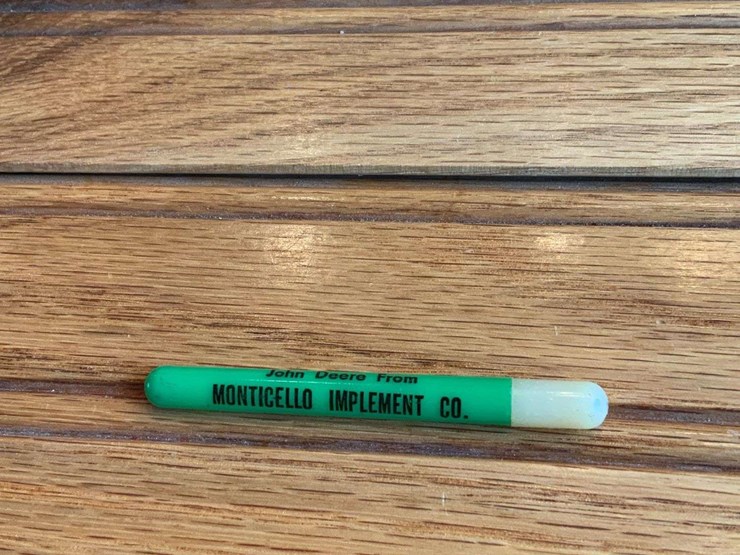 John Deere From
MONTICELLO IMPLEMENT CO.